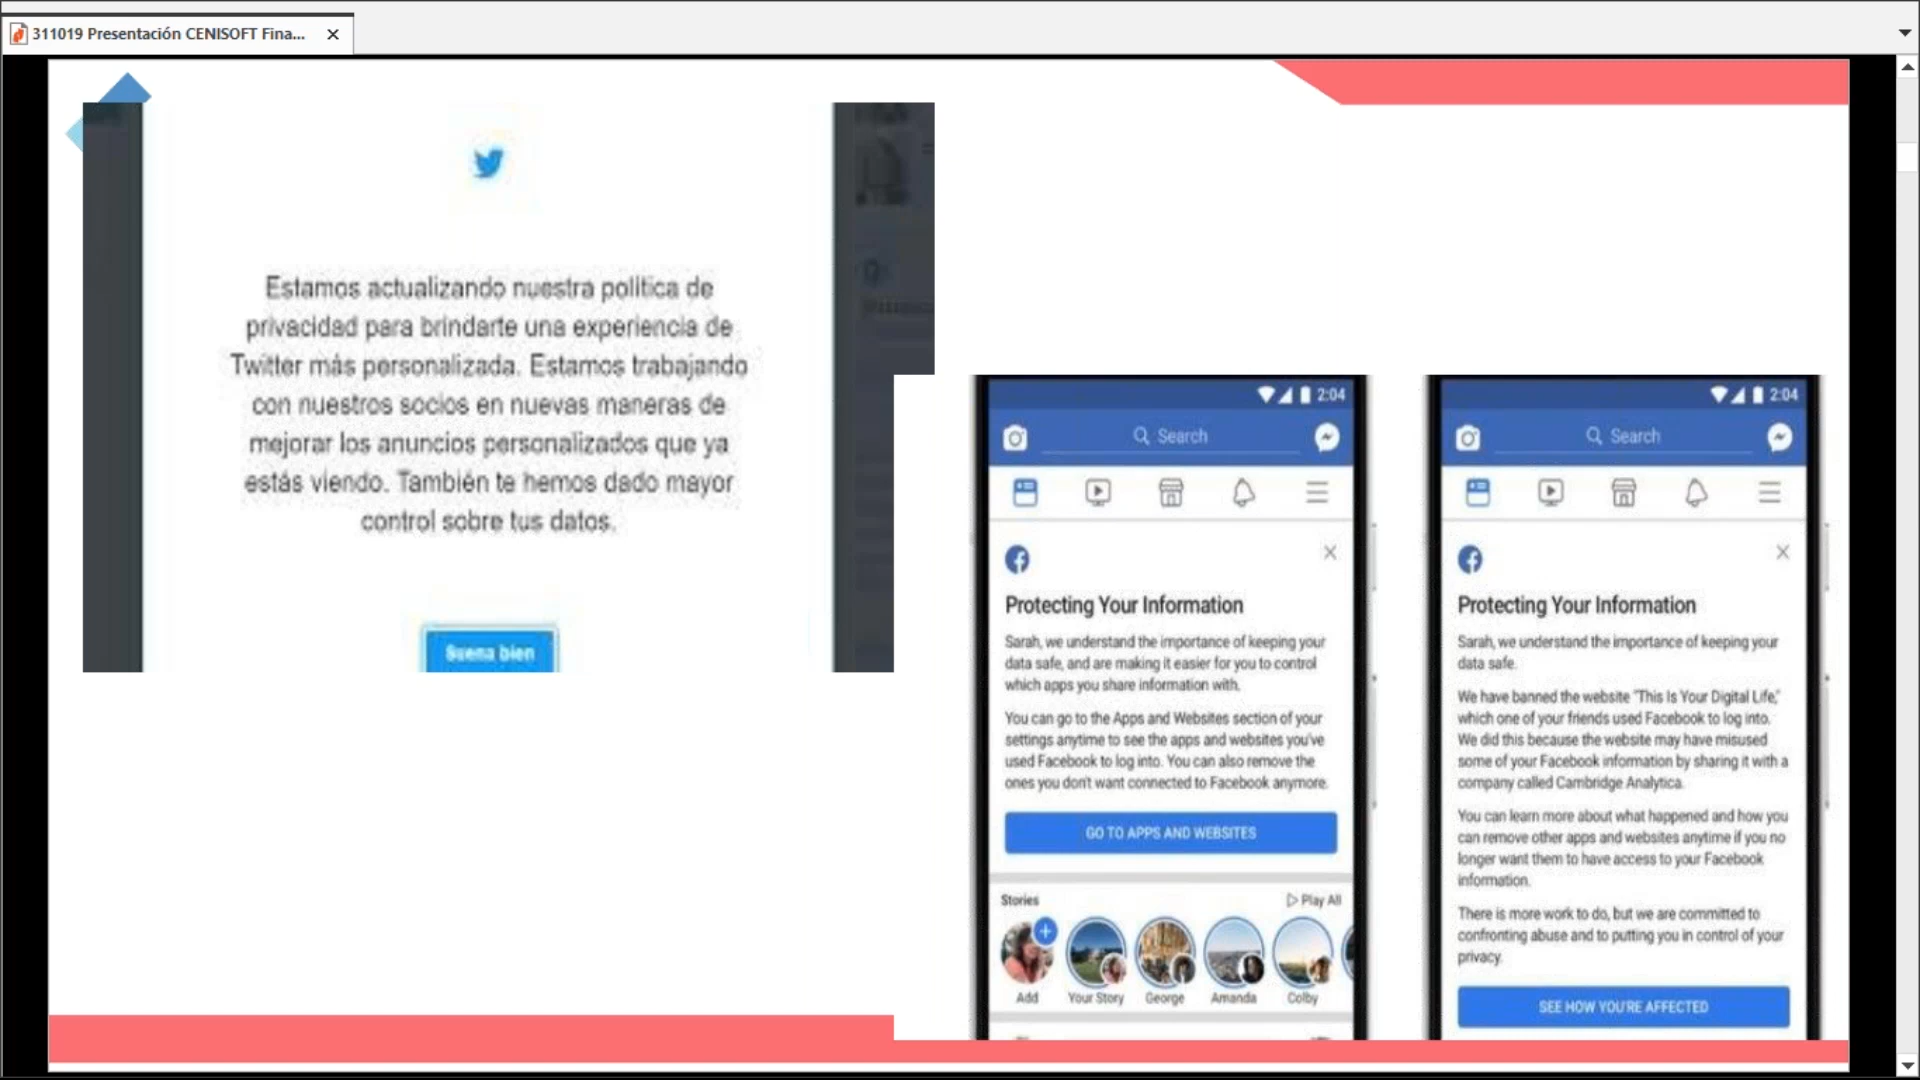 311019 Presentación CENISOFT Fina...
Estamos actualizando nuestra política de
privacidad para brindarte una experiencia de
Twitter más personalizada. Estamos trabajando
con nuestros socios en nuevas maneras de
mejorar los anuncios personalizados que ya
estás viendo. También te hemos dado mayor
control sobre tus datos.
Suena bien
2:04
Search
Protecting Your Information
Sarah, we understand the importance of keeping your
data safe, and are making it easier for you to control
which apps you share information with.
You can go to the Apps and Websites section of your
settings anytime to see the apps and websites you've
used Facebook to log into. You can also remove the
ones you don't want connected to Facebook anymore.
GO TO APPS AND WEBSITES
Stories
Play All
Add
Your Story
George
Amanda
Colby
2:04
Search
Protecting Your Information
Sarah, we understand the importance of keeping your
data safe.
We have banned the website "This Is Your Digital Life,"
which one of your friends used Facebook to log into.
We did this because the website may have misused
some of your Facebook information by sharing it with a
company called Cambridge Analytica.
You can learn more about what happened and how you
can remove other apps and websites anytime if you no
longer want them to have access to your Facebook
information.
There is more work to do, but we are committed to
confronting abuse and to putting you in control of your
privacy.
SEE HOW YOU'RE AFFECTED